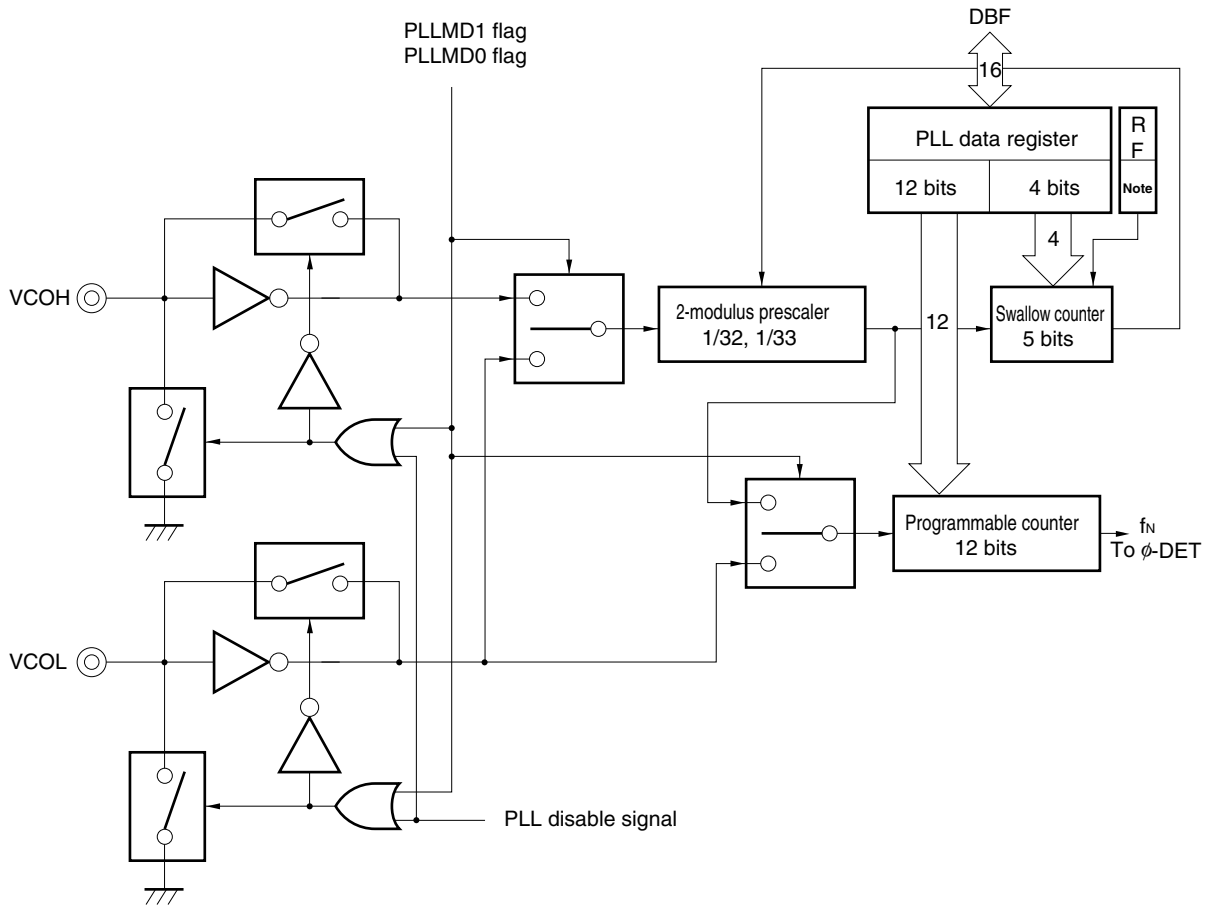 PLLMD1 flag
PLLMD0 flag
DBF
16
PLL data register
12 bits
4 bits
R
F
Note
4
VCOH
2-modulus prescaler
1/32, 1/33
12
Swallow counter
5 bits
Programmable counter
12 bits
fN
To ϕ-DET
VCOL
PLL disable signal